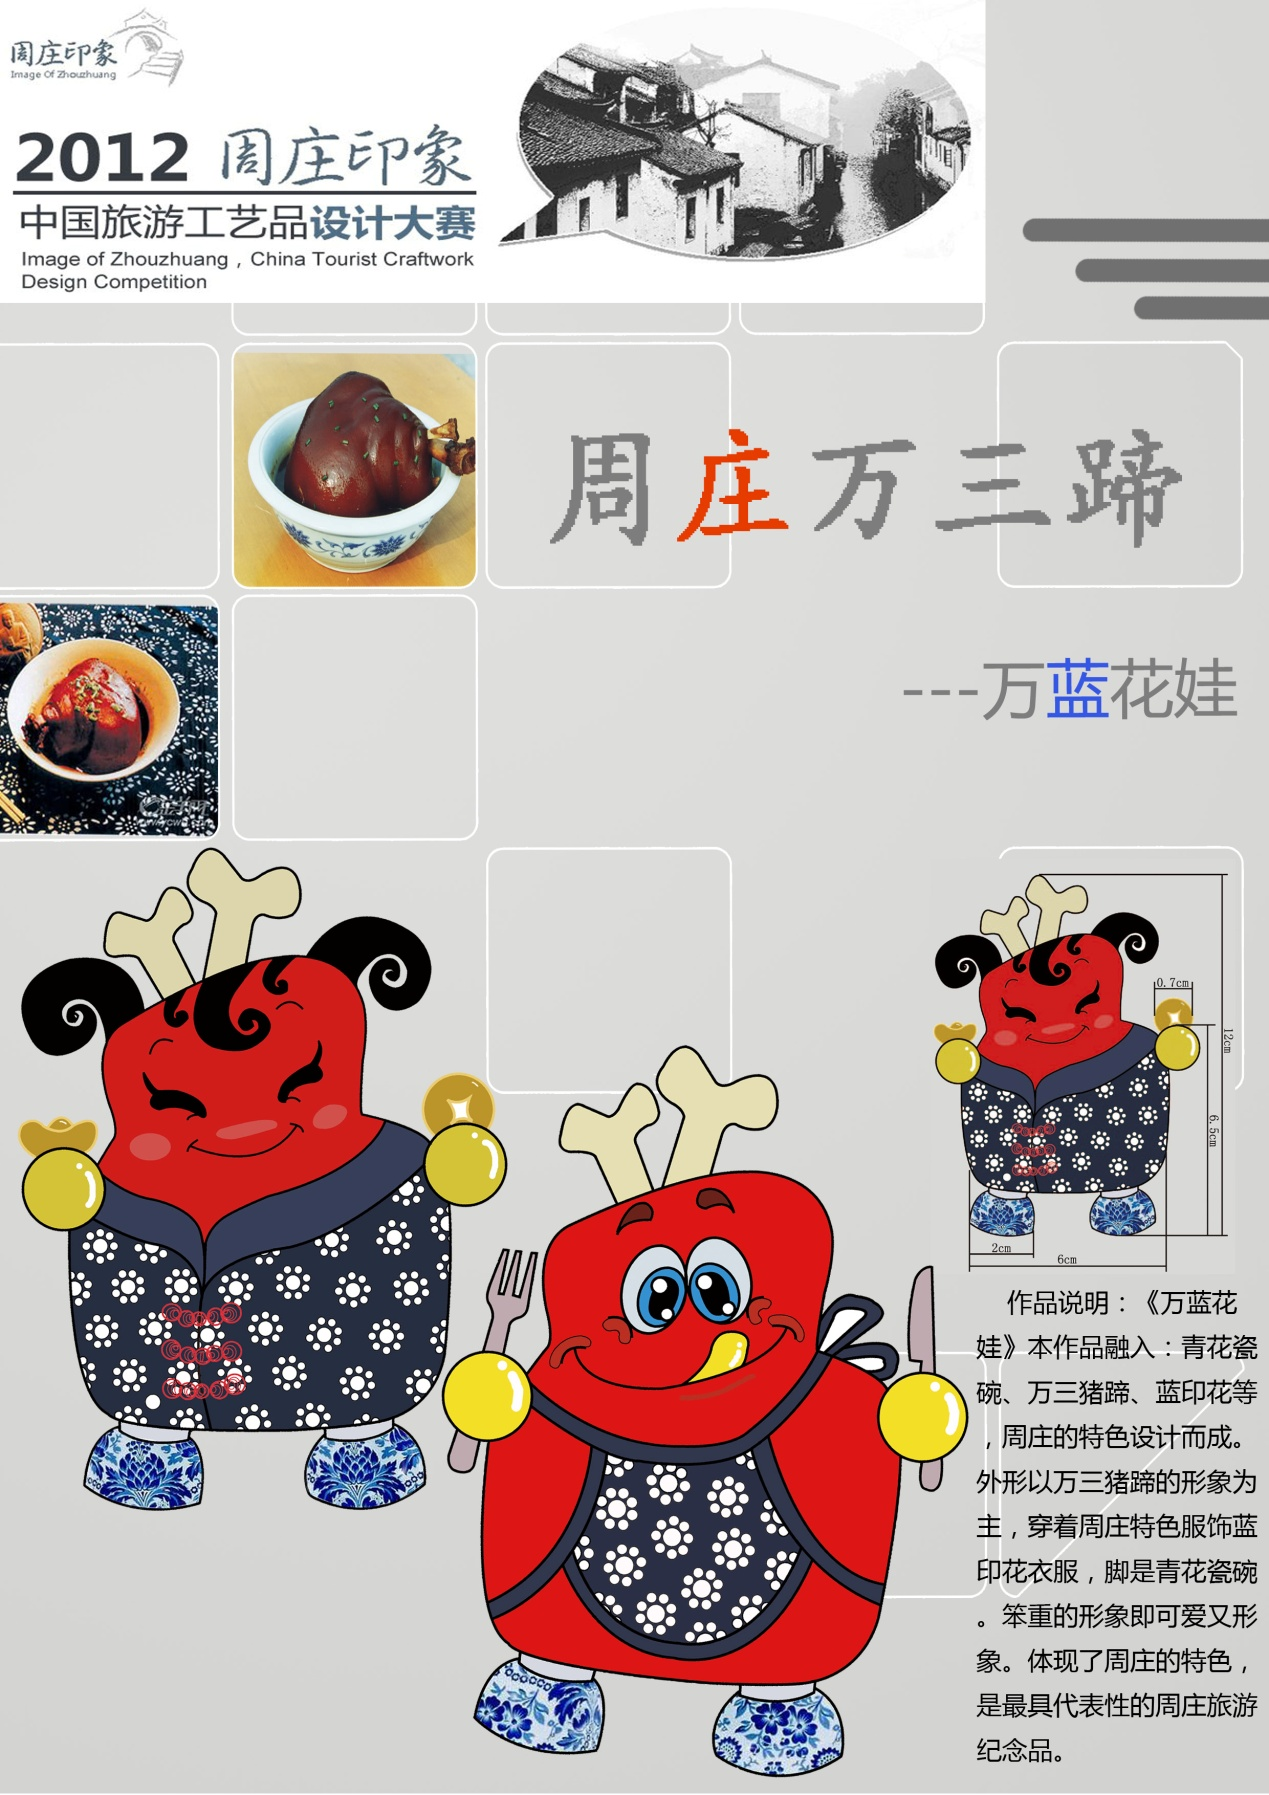 周庄印象
Image Of Zhouzhuang
2012 周庄印象
中国旅游工艺品设计大赛
Image of Zhouzhuang , China Tourist Craftwork
Design Competition
周庄万三蹄
---万蓝花娃
0.7cm
12cm
6.5cm
2cm
6cm
作品说明：《万蓝花
娃》本作品融入：青花瓷
碗、万三猪蹄、蓝印花等
，周庄的特色设计而成。
外形以万三猪蹄的形象为
主，穿着周庄特色服饰蓝
印花衣服，脚是青花瓷碗
。笨重的形象即可爱又形
象。体现了周庄的特色，
是最具代表性的周庄旅游
纪念品。